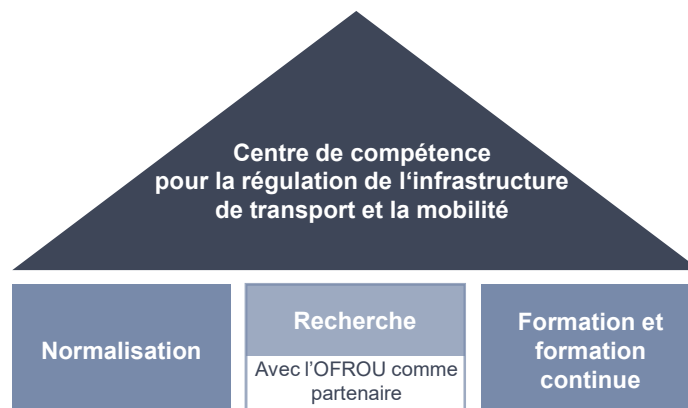 Centre de compétence
pour la régulation de l‘infrastructure
de transport et la mobilité
Normalisation
Recherche
Avec l’OFROU comme
partenaire
Formation et
formation
continue